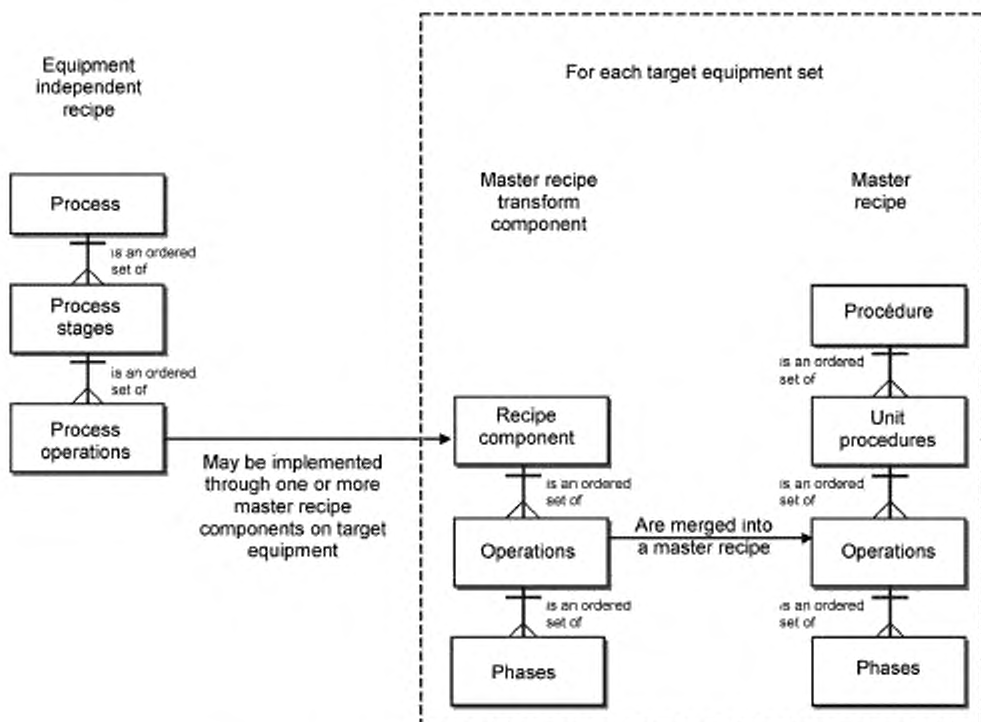 Equipment
independent
recipe
Process
is an ordered
set of
Process
stages
is an ordered
set of
Process
operations
May be implemented
through one or more
master recipe
components on target
equipment
For each target equipment set
Master recipe
transform
component
Recipe
component
is an ordered
set of
Operations
is an ordered
set of
Phases
Are merged into
a master recipe
Master
recipe
Procédure
is an ordered
set of
Unit
procedures
is an ordered
set of
Operations
is an ordered
set of
Phases